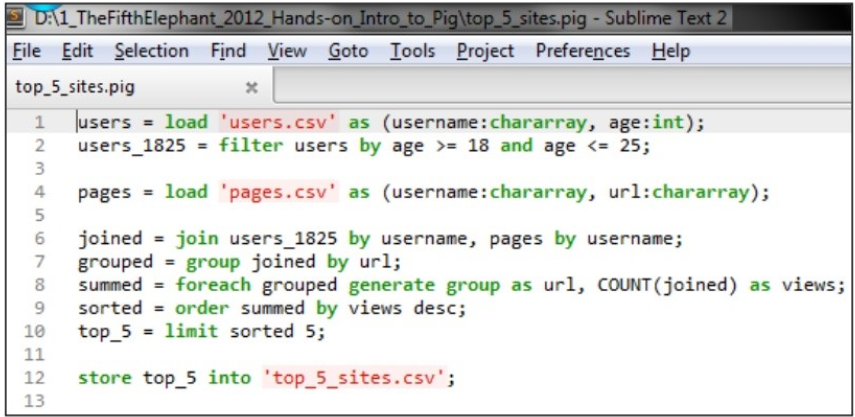 D:\1_TheFifthElephant_2012_Hands-on_Intro_to_Pig\top_5_sites.pig - Sublime Text 2
File Edit Selection Find View Goto Tools Project Preferences Help
top_5_sites.pig ×
1 users = load 'users.csv' as (username:chararray, age:int);
2 users_1825 = filter users by age >= 18 and age <= 25;
3
4 pages = load 'pages.csv' as (username:chararray, url:chararray);
5
6 joined = join users_1825 by username, pages by username;
7 grouped = group joined by url;
8 summed = foreach grouped generate group as url, COUNT(joined) as views;
9 sorted = order summed by views desc;
10 top_5 = limit sorted 5;
11
12 store top_5 into 'top_5_sites.csv';
13